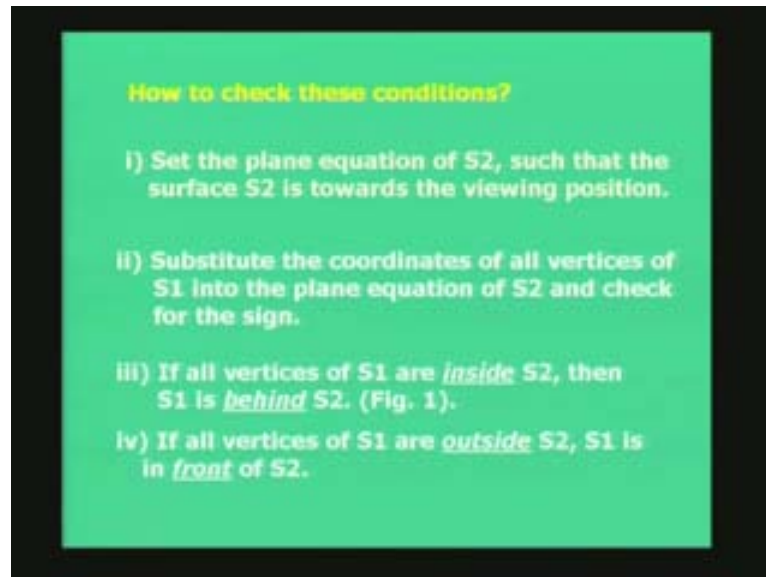 How to check these conditions?
i) Set the plane equation of S2, such that the
surface S2 is towards the viewing position.
ii) Substitute the coordinates of all vertices of
S1 into the plane equation of S2 and check
for the sign.
iii) If all vertices of S1 are inside S2, then
S1 is behind S2. (Fig. 1).
iv) If all vertices of S1 are outside S2, S1 is
in front of S2.